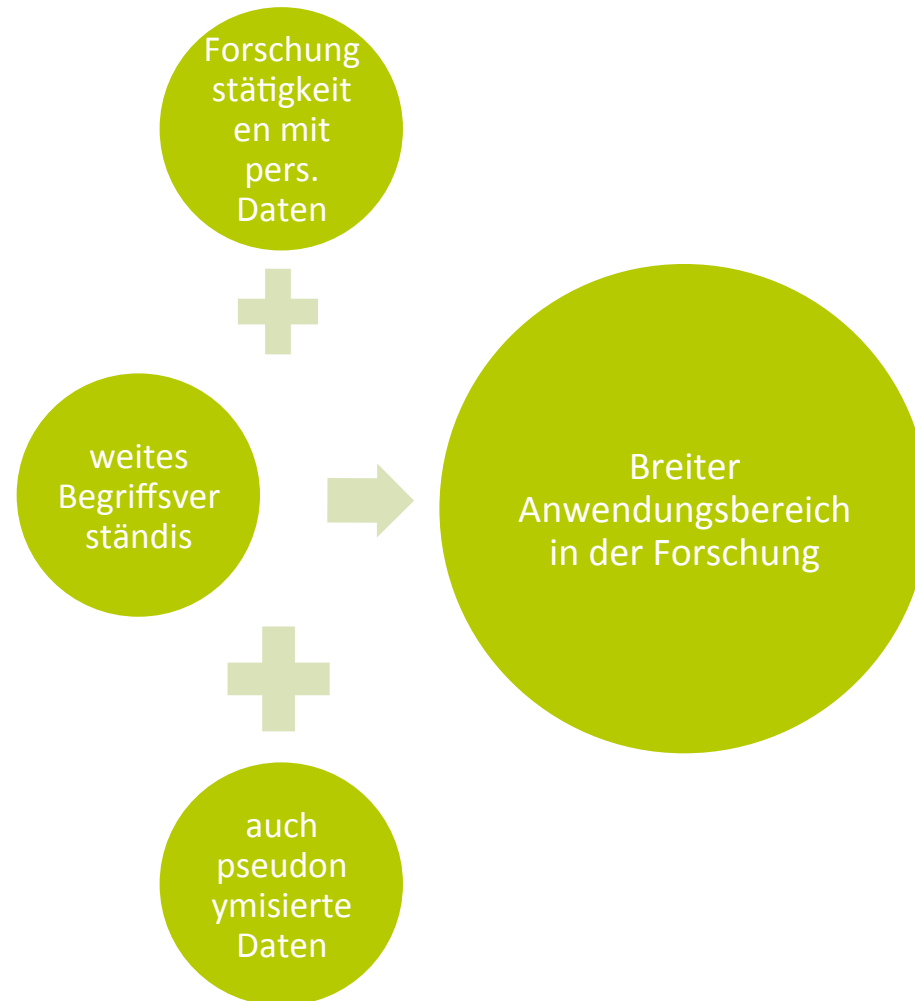 Forschung
stätigkeit
en mit
pers.
Daten
weites
Begriffsver
ständis
Breiter
Anwendungsbereich
in der Forschung
auch
pseudon
ymisierte
Daten